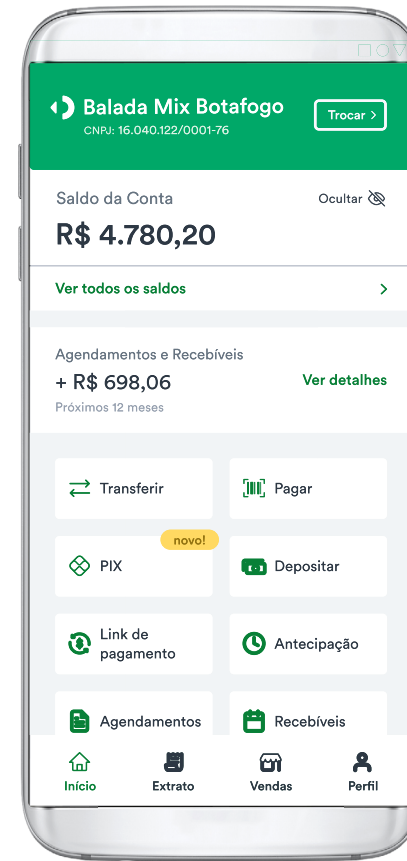 Balada Mix Botafogo
CNPJ: 16.040.122/0001-76
Trocar >
Saldo da Conta
Ocultar
R$ 4.780,20
Ver todos os saldos
Agendamentos e Recebíveis
+ R$ 698,06
Ver detalhes
Próximos 12 meses
Transferir
Pagar
novo!
PIX
Depositar
Link de
pagamento
Antecipação
Agendamentos
Recebíveis
Início
Extrato
Vendas
Perfil